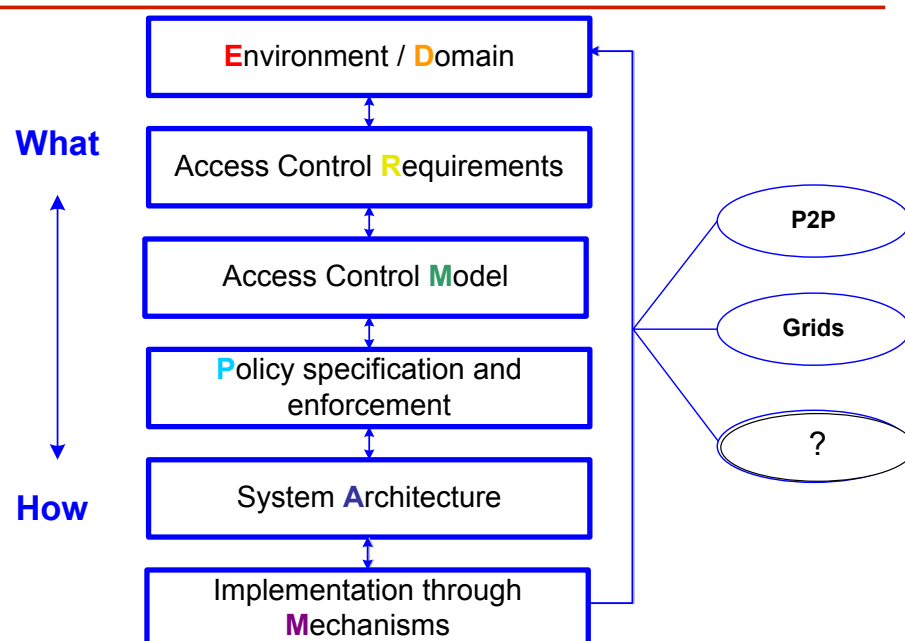 Environment / Domain
What
Access Control Requirements
P2P
Access Control Model
Grids
Policy specification and
enforcement
?
System Architecture
How
Implementation through
Mechanisms